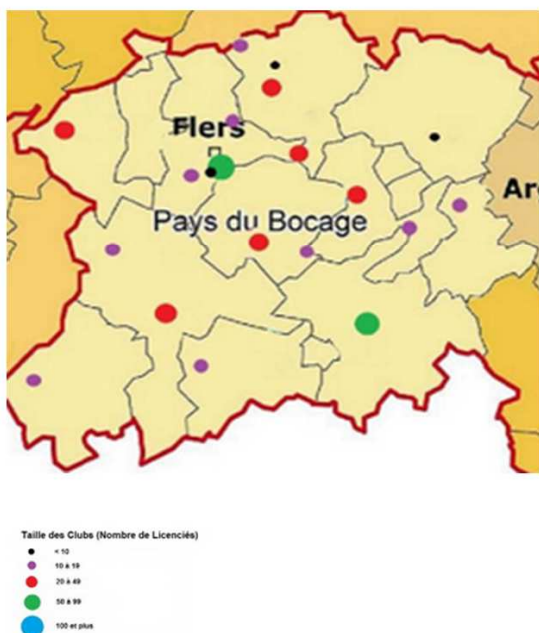 Flers
Ar
Pays du Bocage
Taille des Clubs (Nombre de Licenciés)
< 10
10 à 19
20 à 49
50 à 99
100 et plus